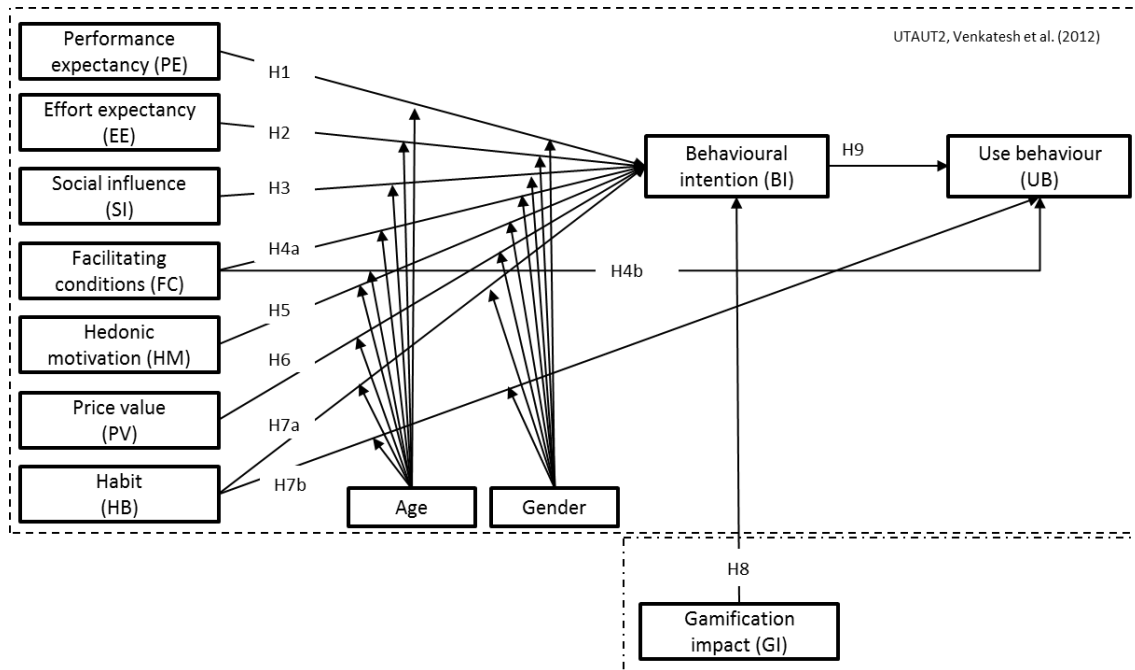 UTAUT2, Venkatesh et al. (2012)
Performance
expectancy (PE)
Effort expectancy
(EE)
Social influence
(SI)
Facilitating
conditions (FC)
Hedonic
motivation (HM)
Price value
(PV)
Habit
(HB)
H1
H2
H3
H4a
H4b
H5
H6
H7a
H7b
Age
Gender
Behavioural
intention (BI)
H9
Use behaviour
(UB)
H8
Gamification
impact (GI)